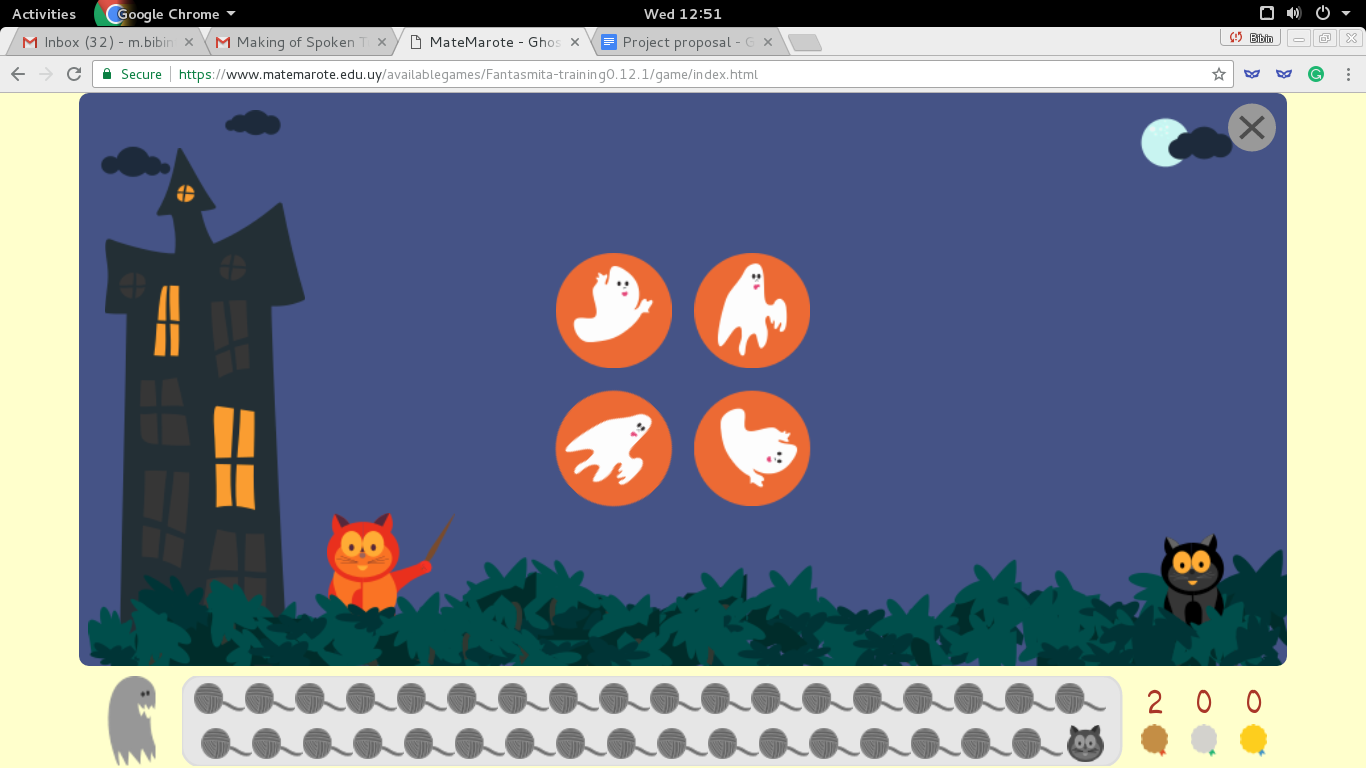 Activities Google Chrome Wed 12:51
Inbox (32) - m.bibin Making of Spoken T MateMarote - Ghos Project proposal - G Bibin
Secure https://www.matemarote.edu.uy/availablegames/Fantasmita-training0.12.1/game/index.html
2 0 0